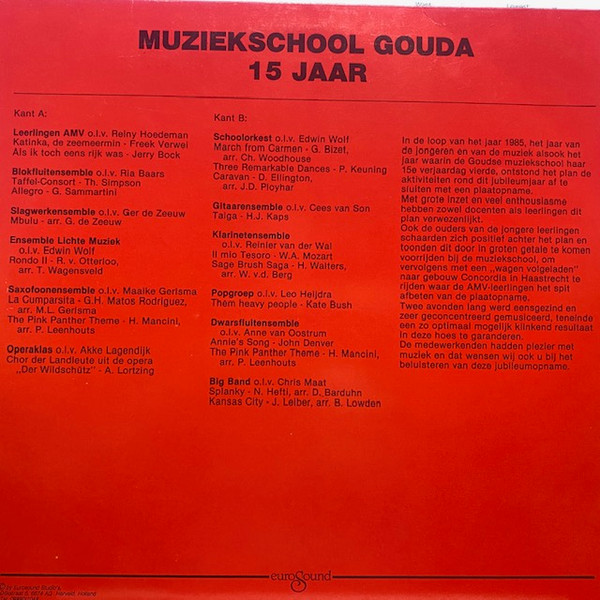 MUZIEKSCHOOL GOUDA
15 JAAR
Kant A:
Leerlingen AMV o.l.v. Reiny Hoedeman
Katinka, de zeemeermin - Freek Verwei
Als ik toch eens rijk was - Jerry Bock
Blokfluitensemble o.l.v. Ria Baars
Taffel-Consort - Th. Simpson
Allegro - G. Sammartini
Slagwerkensemble o.l.v. Ger de Zeeuw
Mbulu - arr. G. de Zeeuw
Ensemble Lichte Muziek
o.l.v. Edwin Wolf
Rondo II - R. v. Otterloo,
arr. T. Wagensveld
Saxofoonensemble o.l.v. Maaike Gerlsma
La Cumparsita - G.H. Matos Rodriguez,
arr. M.L. Gerlsma
The Pink Panther Theme - H. Mancini,
arr. P. Leenhouts
Operaklas o.l.v. Akke Lagendijk
Chor der Landleute uit de opera
„Der Wildschütz" - A. Lortzing
Kant B:
Schoolorkest o.l.v. Edwin Wolf
March from Carmen - G. Bizet,
arr. Ch. Woodhouse
Three Remarkable Dances - P. Keuning
Caravan - D. Ellington,
arr. J.D. Ployhar
Gitaarensemble o.l.v. Cees van Son
Taiga - H.J. Kaps
Klarinetensemble
o.l.v. Reinier van der Wal
Il mio Tesoro - W.A. Mozart
Sage Brush Saga - H. Walters,
arr. W. v.d. Berg
Popgroep o.l.v. Leo Heijdra
Them heavy people - Kate Bush
Dwarsfluitensemble
o.l.v. Anne van Oostrum
Annie's Song - John Denver
The Pink Panther Theme - H. Mancini,
arr. P. Leenhouts
Big Band o.l.v. Chris Maat
Splanky - N. Hefti, arr. D. Barduhn
Kansas City - J. Leiber, arr. B. Lowden
In de loop van het jaar 1985, het jaar van
de jongeren en van de muziek alsook het
jaar waarin de Goudse muziekschool haar
15e verjaardag vierde, ontstond het plan de
aktiviteiten rond dit jubileumjaar af te
sluiten met een plaatopname.
Met grote inzet en veel enthousiasme
hebben zowel docenten als leerlingen dit
plan verwezenlijkt.
Ook de ouders van de jongere leerlingen
schaarden zich positief achter het plan en
toonden dit door in groten getale te komen
voorrijden bij de muziekschool, om
vervolgens met een „wagen volgeladen"
naar gebouw Concordia in Haastrecht te
rijden waar de AMV-leerlingen het spit
afbeten van de plaatopname.
Twee avonden lang werd eensgezind en
zeer geconcentreerd gemusiceerd, teneinde
een zo optimaal mogelijk klinkend resultaat
in deze hoes te garanderen.
De medewerkenden hadden plezier met
muziek en dat wensen wij ook u bij het
beluisteren van deze jubileumopname.
euroSound